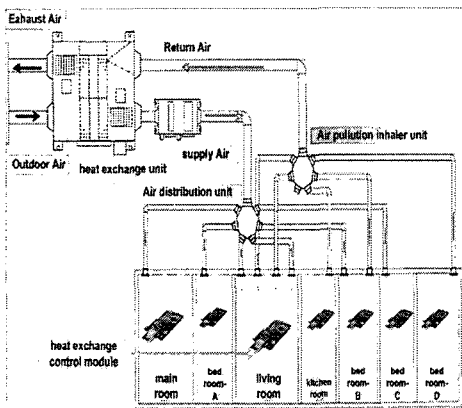 Eahaust Air
Return Air
Air pullution inhaler unit
supply Air
Outdoor Air
heat exchange unit
Air distribution unit
heat exchange
control module
main
room
bed
room-
A
living
room
kitchen
room
bed
room-
B
bed
room-
C
bed
room-
D